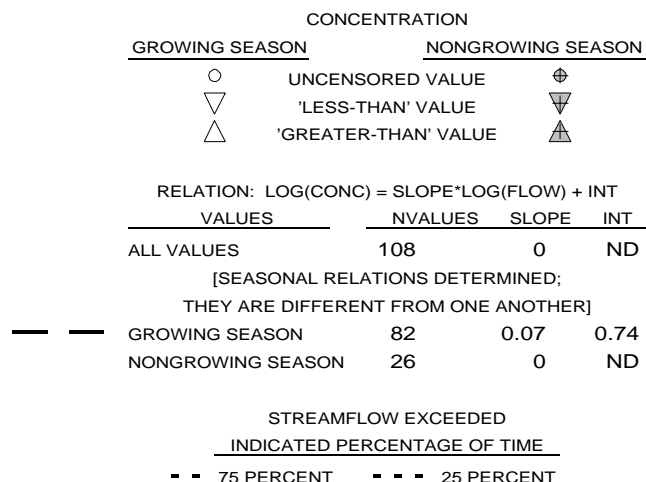 CONCENTRATION
GROWING SEASON NONGROWING SEASON
UNCENSORED VALUE
'LESS-THAN' VALUE
'GREATER-THAN' VALUE
RELATION: LOG(CONC) = SLOPE*LOG(FLOW) + INT
VALUES NVALUES SLOPE INT
ALL VALUES 108 0 ND
[SEASONAL RELATIONS DETERMINED;
THEY ARE DIFFERENT FROM ONE ANOTHER]
GROWING SEASON 82 0.07 0.74
NONGROWING SEASON 26 0 ND
STREAMFLOW EXCEEDED
INDICATED PERCENTAGE OF TIME
75 PERCENT 25 PERCENT